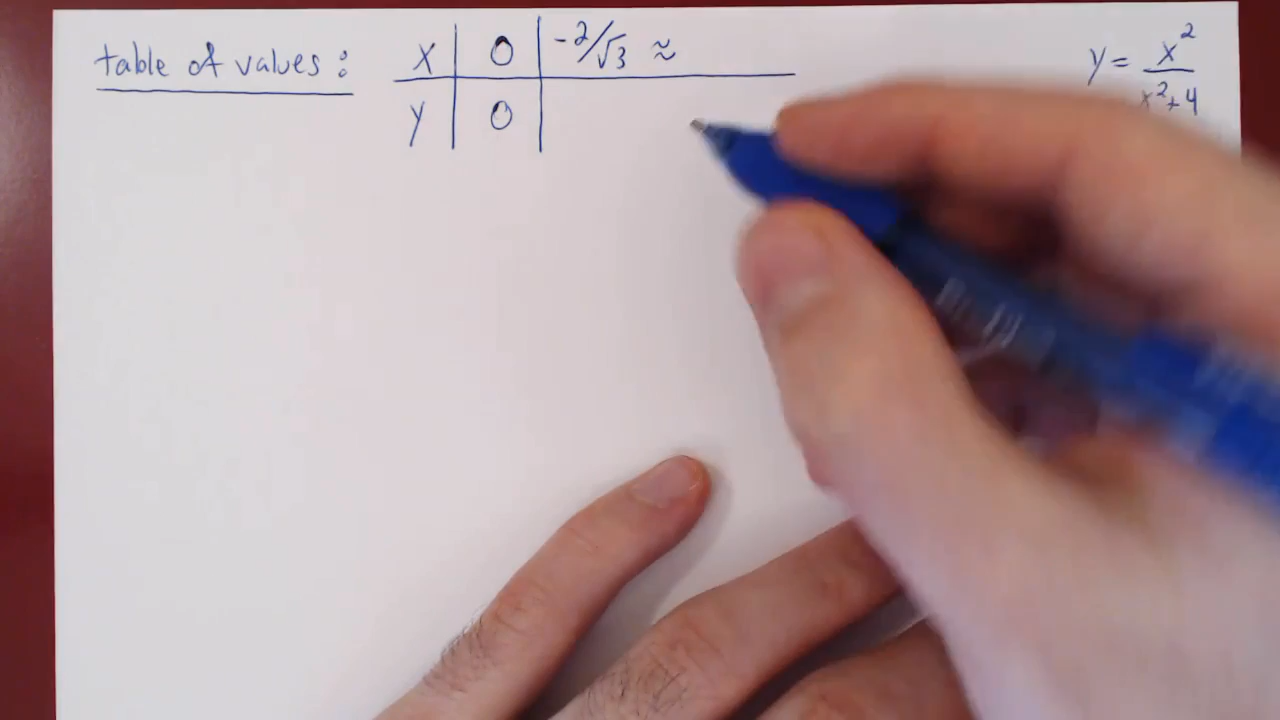 table of values: x 0 -2/√3 ≈
y 0
y = x²
x²+4